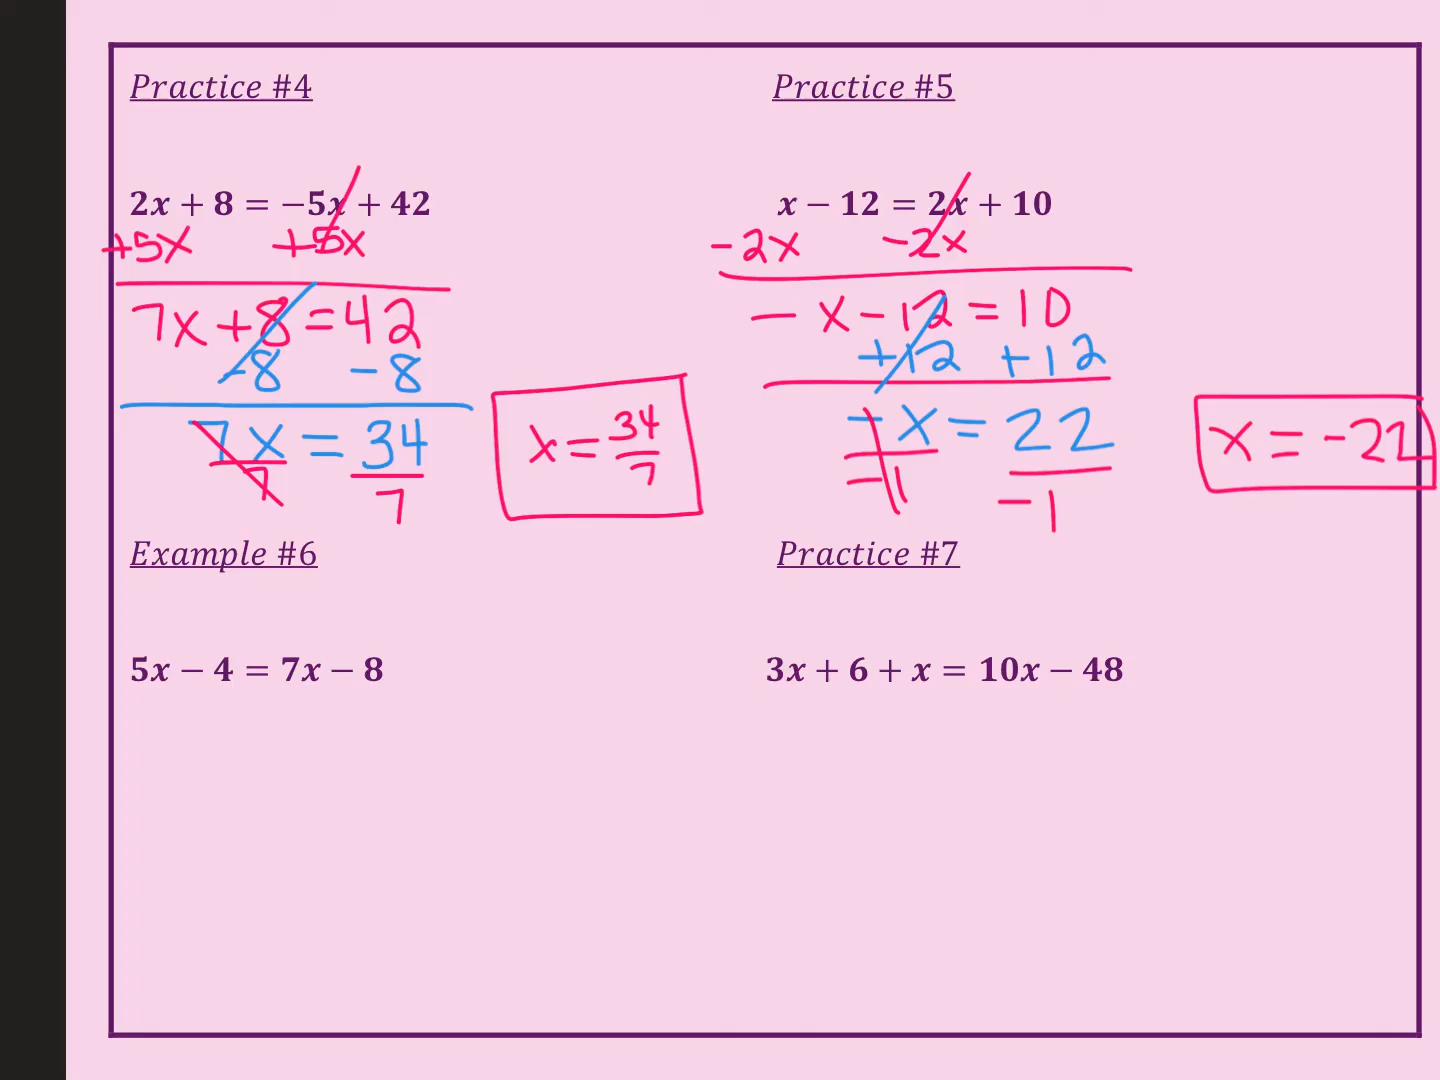 Practice #4
2x + 8 = −5x + 42
+5x +5x
7x + 8 = 42
-8 -8
7x = 34
7 7
x = 34/7
Practice #5
x − 12 = 2x + 10
-2x -2x
- x - 12 = 10
+12 +12
-x = 22
-1 -1
x = -22
Example #6
5x − 4 = 7x − 8
Practice #7
3x + 6 + x = 10x − 48